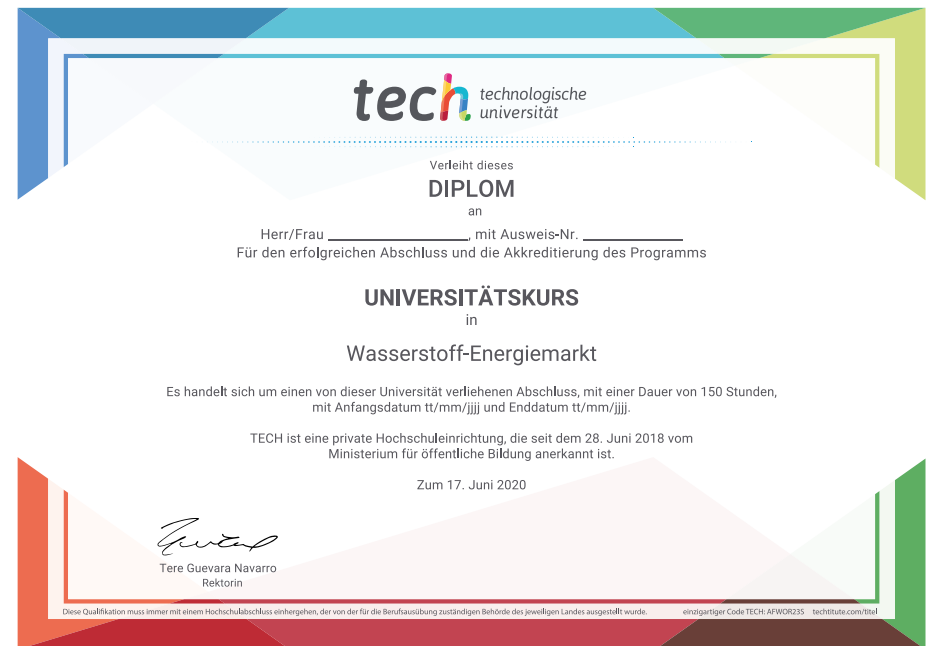 tech technologische
universität
Verleiht dieses
DIPLOM
an
Herr/Frau ____________________, mit Ausweis-Nr. ______________
Für den erfolgreichen Abschluss und die Akkreditierung des Programms
UNIVERSITÄTSKURS
in
Wasserstoff-Energiemarkt
Es handelt sich um einen von dieser Universität verliehenen Abschluss, mit einer Dauer von 150 Stunden,
mit Anfangsdatum tt/mm/jjjj und Enddatum tt/mm/jjjj.
TECH ist eine private Hochschuleinrichtung, die seit dem 28. Juni 2018 vom
Ministerium für öffentliche Bildung anerkannt ist.
Zum 17. Juni 2020
Tere Guevara Navarro
Rektorin
Diese Qualifikation muss immer mit einem Hochschulabschluss einhergehen, der von der für die Berufsausübung zuständigen Behörde des jeweiligen Landes ausgestellt wurde. einzigartiger Code TECH: AFWOR23S techtitute.com/titel